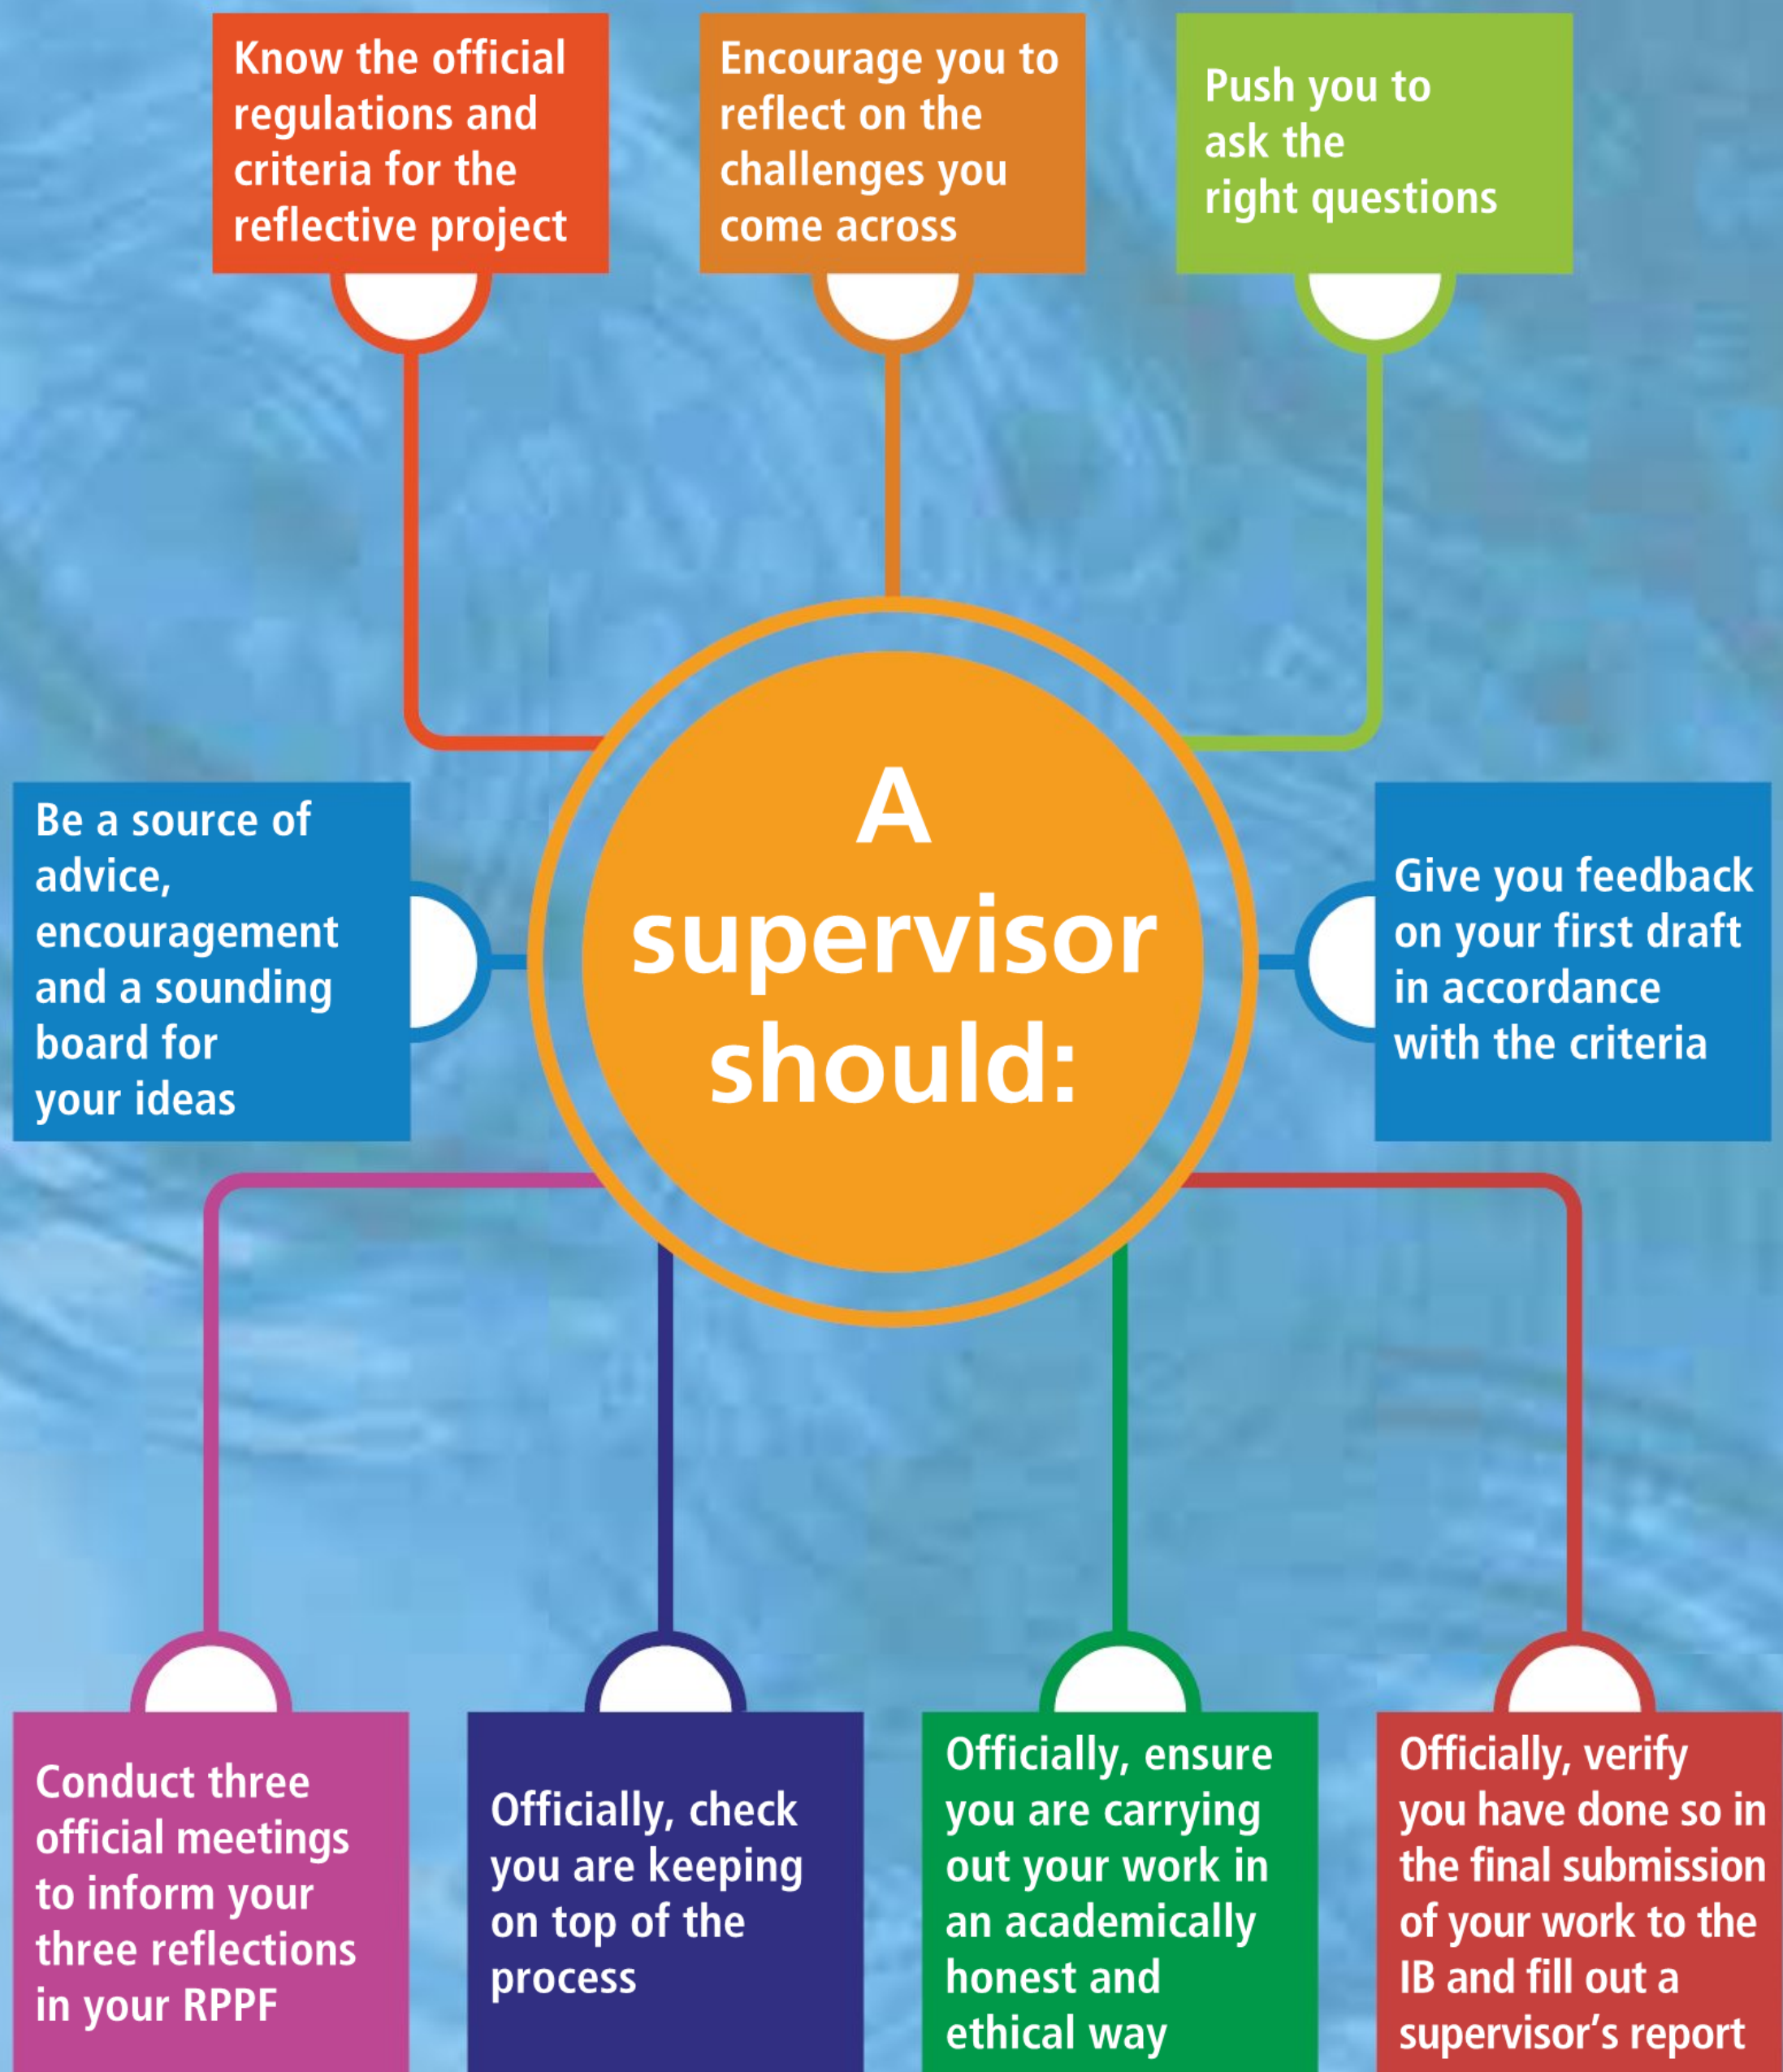 Know the official
regulations and
criteria for the
reflective project
Encourage you to
reflect on the
challenges you
come across
Push you to
ask the
right questions
Be a source of
advice,
encouragement
and a sounding
board for
your ideas
A
supervisor
should:
Give you feedback
on your first draft
in accordance
with the criteria
Conduct three
official meetings
to inform your
three reflections
in your RPPF
Officially, check
you are keeping
on top of the
process
Officially, ensure
you are carrying
out your work in
an academically
honest and
ethical way
Officially, verify
you have done so in
the final submission
of your work to the
IB and fill out a
supervisor’s report